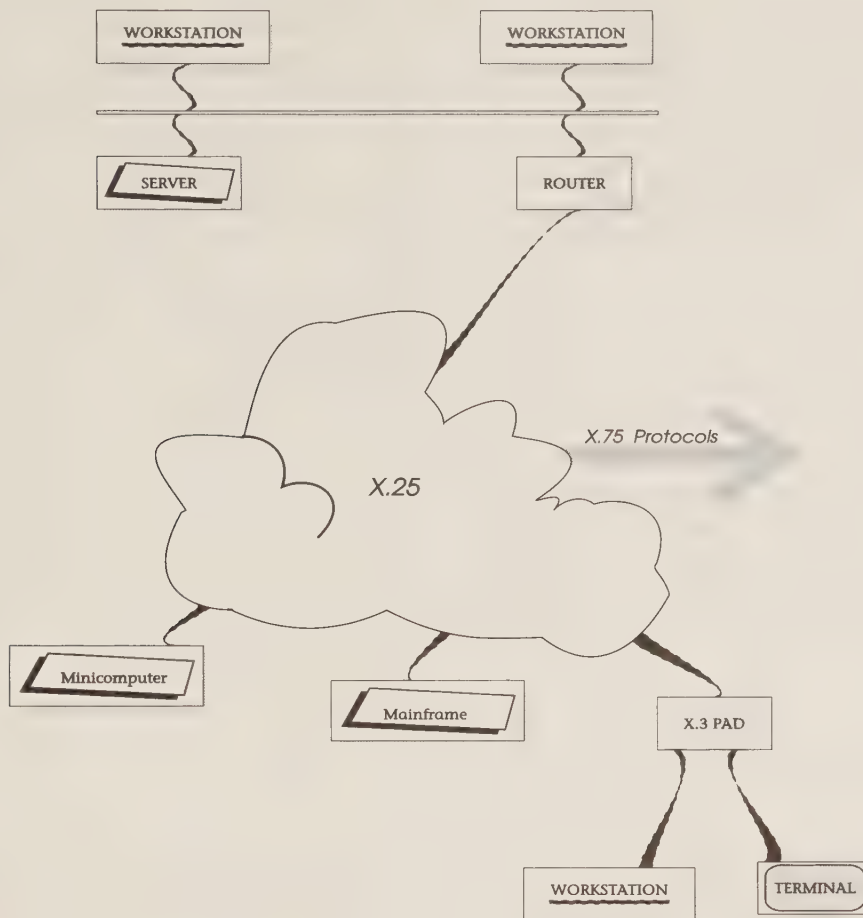 WORKSTATION
WORKSTATION
SERVER
ROUTER
X.75 Protocols
X.25
Minicomputer
Mainframe
X.3 PAD
WORKSTATION
TERMINAL